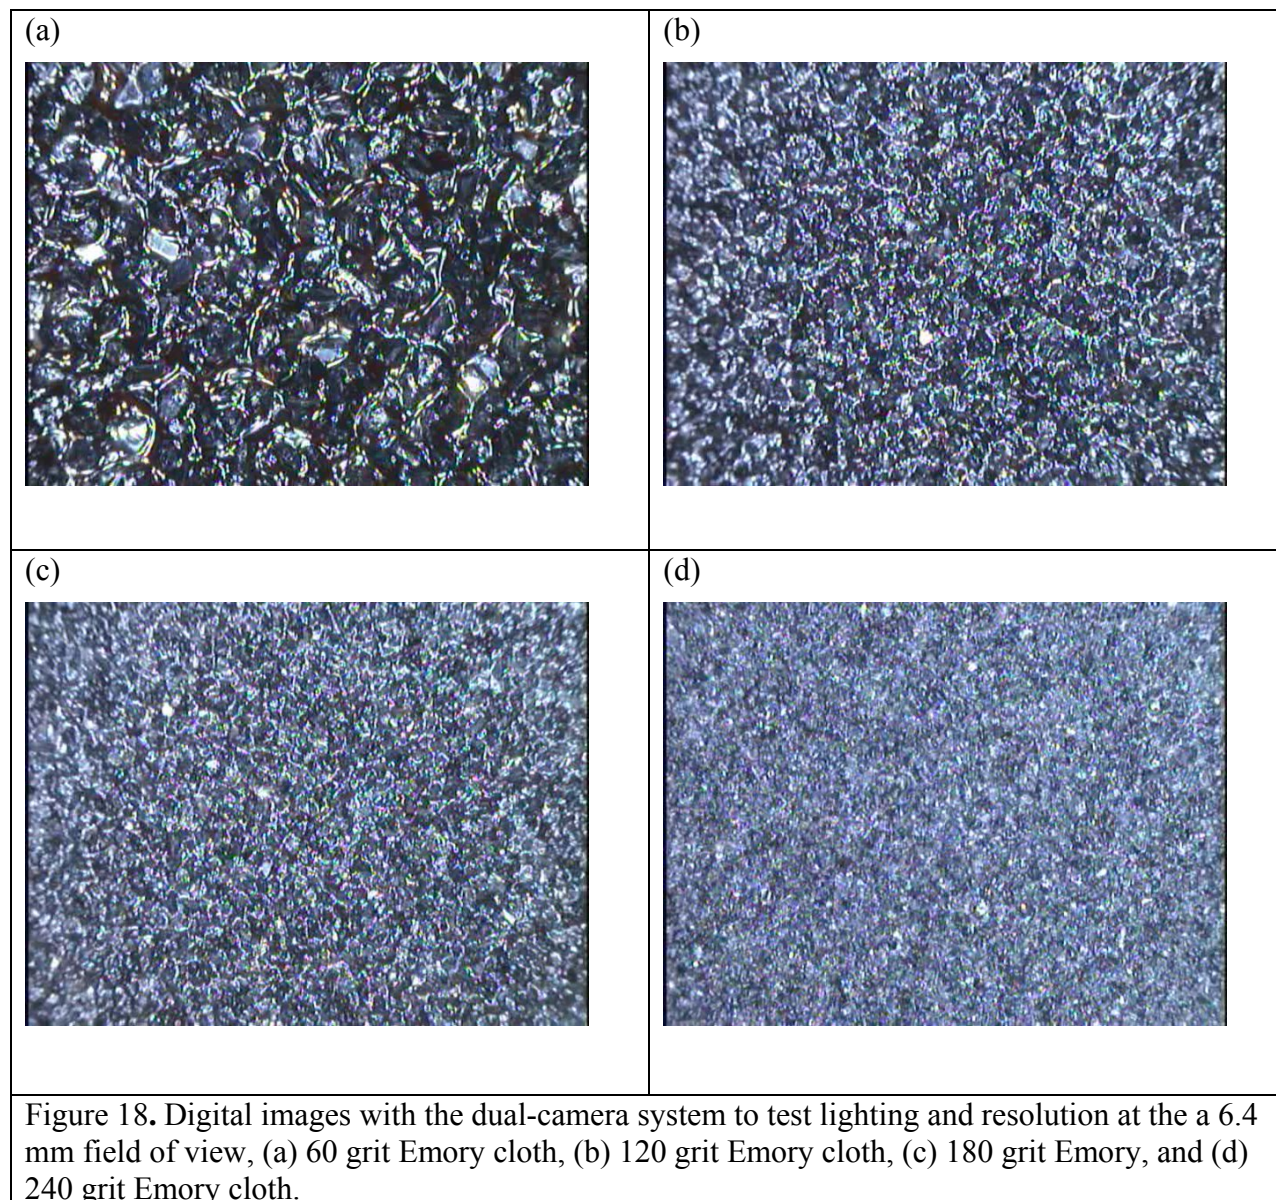 (a)
(b)
(c)
(d)
Figure 18. Digital images with the dual-camera system to test lighting and resolution at the a 6.4
mm field of view, (a) 60 grit Emory cloth, (b) 120 grit Emory cloth, (c) 180 grit Emory, and (d)
240 grit Emory cloth.